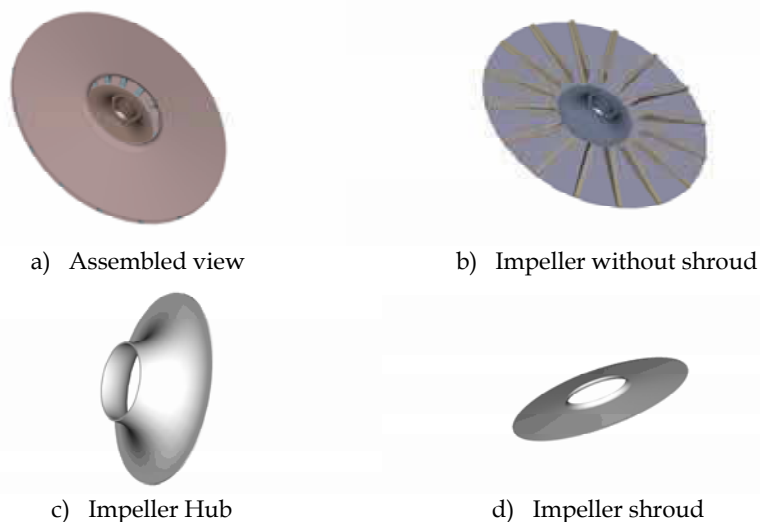 a) Assembled view
b) Impeller without shroud
c) Impeller Hub
d) Impeller shroud